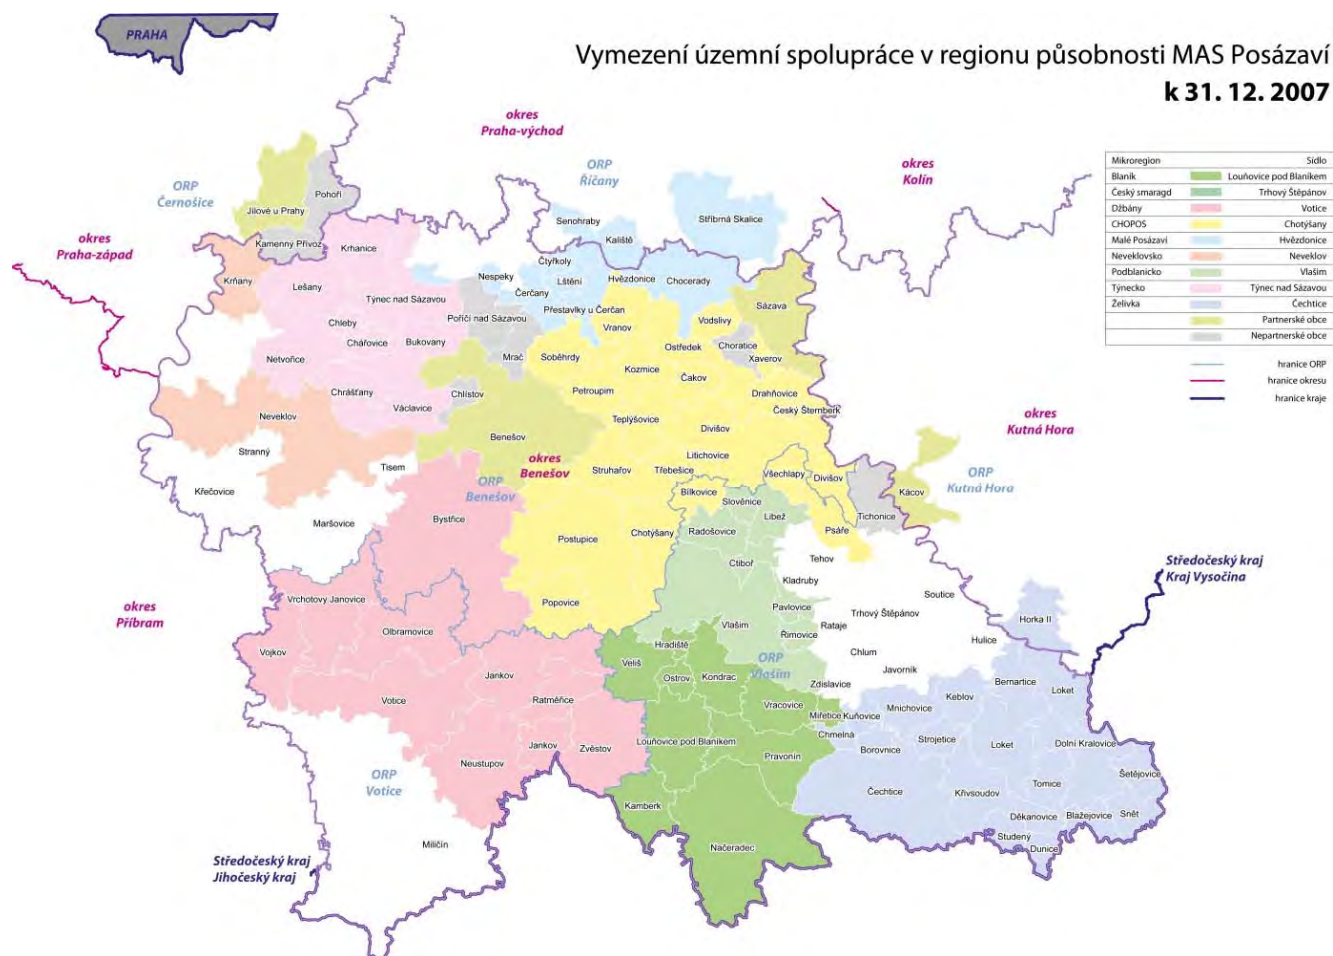 PRAHA
Vymezení územní spolupráce v regionu působnosti MAS Posázaví
k 31. 12. 2007
okres
Praha-východ
ORP
Říčany
okres
Kolín
ORP
Černošice
okres
Praha-západ
Mikroregion Sídlo
Blaník Louňovice pod Blaníkem
Český smaragd Trhový Štěpánov
Džbány Votice
CHOPOS Chotýšany
Malé Posázaví Hvězdonice
Neveklovsko Neveklov
Podblanicko Vlašim
Týnecko Týnec nad Sázavou
Želivka Čechtice
Partnerské obce
Nepartnerské obce
hranice ORP
hranice okresu
hranice kraje
Pohoří
Jílové u Prahy
Kamenný Přívoz
Krhanice
Senohraby
Stříbrná Skalice
Kaliště
Čtyřkoly
Krňany
Lešany
Nespeky
Lštění
Hvězdonice
Chocerady
Týnec nad Sázavou
Čerčany
Přestavlky u Čerčan
Sázava
Chleby
Poříčí nad Sázavou
Vranov
Vodslivy
Chářovice
Bukovany
Mrač
Soběhrdy
Ostředek
Choratice
Xaverov
Netvořice
Kozmice
Čakov
Chrášťany
Chlístov
Petroupim
Drahňovice
Václavice
Neveklov
Teplýšovice
Český Šternberk
Benešov
Divišov
okres
Kutná Hora
Stranný
Tisem
okres
Benešov
Struhařov
Třebešice
Litichovice
Všechlapy
Divišov
ORP
Kutná Hora
Křečovice
ORP
Benešov
Bílkovice
Slověnice
Kácov
Maršovice
Bystřice
Libež
Tichonice
Postupice
Chotýšany
Radošovice
Psáře
Ctiboř
Tehov
Středočeský kraj
Kraj Vysočina
Kladruby
Soutice
okres
Příbram
Vrchotovy Janovice
Popovice
Pavlovice
Trhový Štěpánov
Olbramovice
Vlašim
Rataje
Horka II
Římovice
Hulice
Vojkov
Hradiště
Chlum
Veliš
ORP
Vlašim
Jankov
Ostrov
Kondrac
Javorník
Zdislavice
Bernartice
Votice
Ratměřice
Vracovice
Keblov
Loket
Miřetice
Kuňovice
Mnichovice
Chmelná
Louňovice pod Blaníkem
Strojetice
Loket
Dolní Kralovice
Jankov
Zvěstov
Pravonín
Borovnice
Neustupov
ORP
Votice
Šetějovice
Čechtice
Křivsoudov
Tomice
Kamberk
Děkanovice
Blažejovice
Snět
Studený
Dunice
Miličín
Načeradec
Středočeský kraj
Jihočeský kraj